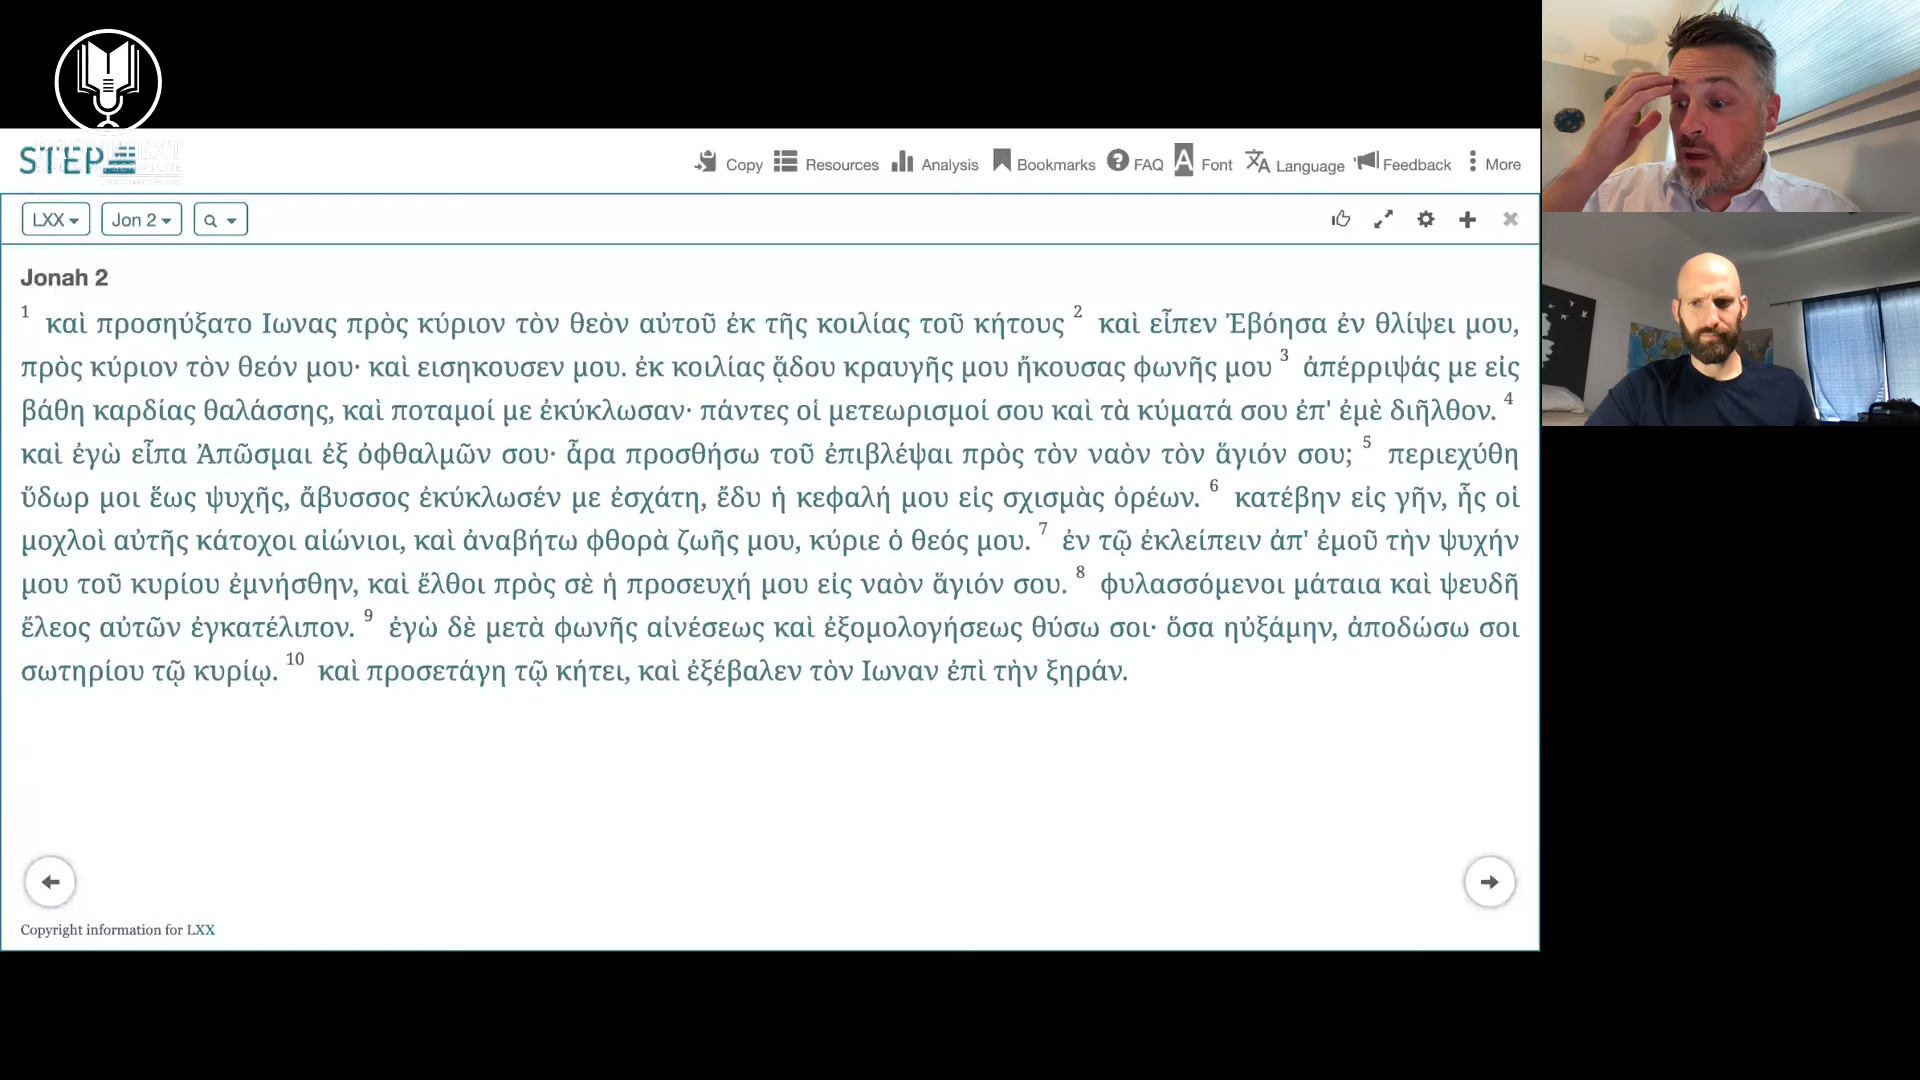 STEP
Copy Resources Analysis Bookmarks FAQ A Font Language Feedback More
LXX Jon 2
Jonah 2
1 καὶ προσηύξατο Ιωνας πρὸς κύριον τὸν θεὸν αὐτοῦ ἐκ τῆς κοιλίας τοῦ κήτους 2 καὶ εἶπεν Ἐβόησα ἐν θλίψει μου,
πρὸς κύριον τὸν θεόν μου· καὶ εισηκουσεν μου. ἐκ κοιλίας ᾅδου κραυγῆς μου ἤκουσας φωνῆς μου 3 ἀπέρριψάς με εἰς
βάθη καρδίας θαλάσσης, καὶ ποταμοί με ἐκύκλωσαν· πάντες οἱ μετεωρισμοί σου καὶ τὰ κύματά σου ἐπ' ἐμὲ διῆλθον. 4
καὶ ἐγὼ εἶπα Ἀπῶσμαι ἐξ ὀφθαλμῶν σου· ἆρα προσθήσω τοῦ ἐπιβλέψαι πρὸς τὸν ναὸν τὸν ἅγιόν σου; 5 περιεχύθη
ὕδωρ μοι ἕως ψυχῆς, ἄβυσσος ἐκύκλωσέν με ἐσχάτη, ἔδυ ἡ κεφαλή μου εἰς σχισμὰς ὀρέων. 6 κατέβην εἰς γῆν, ἧς οἱ
μοχλοὶ αὐτῆς κάτοχοι αἰώνιοι, καὶ ἀναβήτω φθορὰ ζωῆς μου, κύριε ὁ θεός μου. 7 ἐν τῷ ἐκλείπειν ἀπ' ἐμοῦ τὴν ψυχήν
μου τοῦ κυρίου ἐμνήσθην, καὶ ἔλθοι πρὸς σὲ ἡ προσευχή μου εἰς ναὸν ἅγιόν σου. 8 φυλασσόμενοι μάταια καὶ ψευδῆ
ἔλεος αὐτῶν ἐγκατέλιπον. 9 ἐγὼ δὲ μετὰ φωνῆς αἰνέσεως καὶ ἐξομολογήσεως θύσω σοι· ὅσα ηὐξάμην, ἀποδώσω σοι
σωτηρίου τῷ κυρίῳ. 10 καὶ προσετάγη τῷ κήτει, καὶ ἐξέβαλεν τὸν Ιωναν ἐπὶ τὴν ξηράν.
Copyright information for LXX